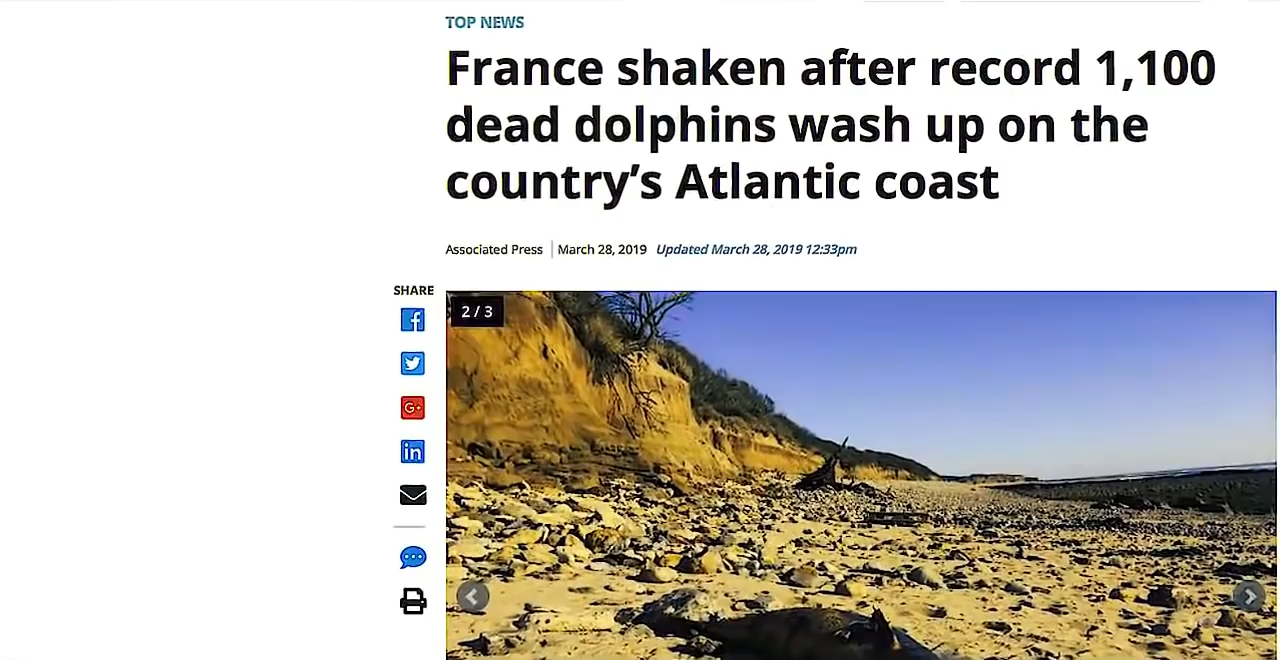 TOP NEWS
France shaken after record 1,100
dead dolphins wash up on the
country's Atlantic coast
Associated Press | March 28, 2019 Updated March 28, 2019 12:33pm
SHARE
2 / 3
f
G+
in